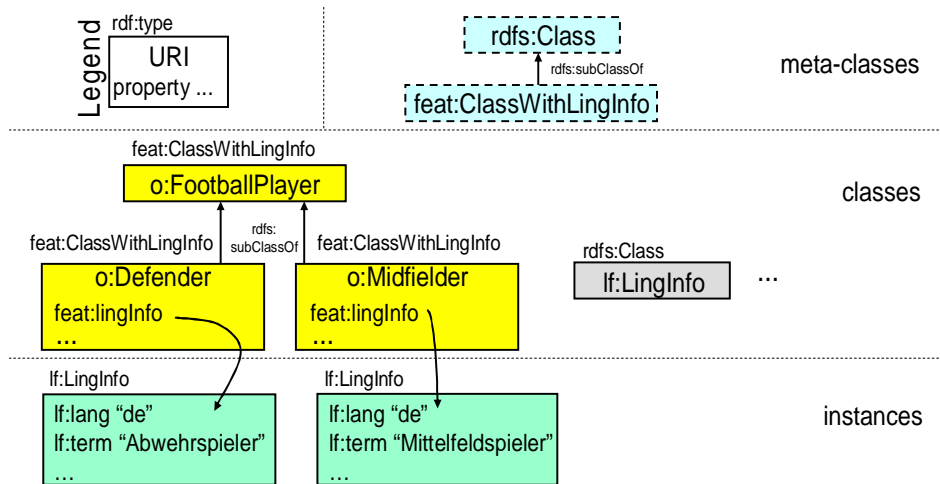 Legend
rdf:type
URI
property ...
rdfs:Class
rdfs:subClassOf
feat:ClassWithLingInfo
meta-classes
feat:ClassWithLingInfo
o:FootballPlayer
classes
feat:ClassWithLingInfo
rdfs:
subClassOf
feat:ClassWithLingInfo
o:Defender
feat:lingInfo
...
o:Midfielder
feat:lingInfo
...
rdfs:Class
lf:LingInfo
...
lf:LingInfo
lf:lang “de”
lf:term “Abwehrspieler”
...
lf:LingInfo
lf:lang “de”
lf:term “Mittelfeldspieler”
...
instances